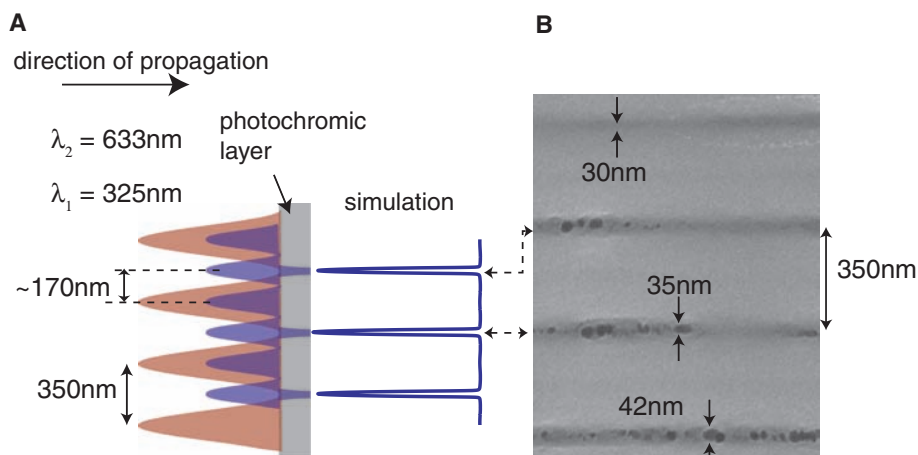 A
direction of propagation
λ₂ = 633nm
λ₁ = 325nm
photochromic
layer
simulation
~170nm
350nm
B
30nm
350nm
35nm
42nm